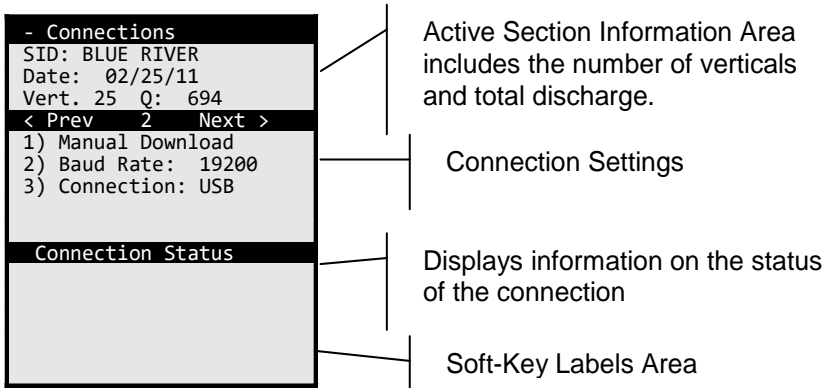 - Connections
SID: BLUE RIVER
Date: 02/25/11
Vert. 25 Q: 694
< Prev 2 Next >
1) Manual Download
2) Baud Rate: 19200
3) Connection: USB
Connection Status
Active Section Information Area
includes the number of verticals
and total discharge.
Connection Settings
Displays information on the status
of the connection
Soft-Key Labels Area